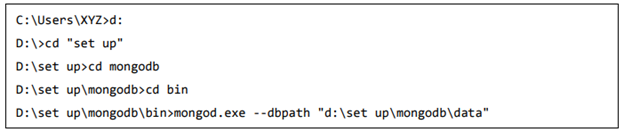 C:\Users\XYZ>d:
D:\>cd "set up"
D:\set up>cd mongodb
D:\set up\mongodb>cd bin
D:\set up\mongodb\bin>mongod.exe --dbpath "d:\set up\mongodb\data"